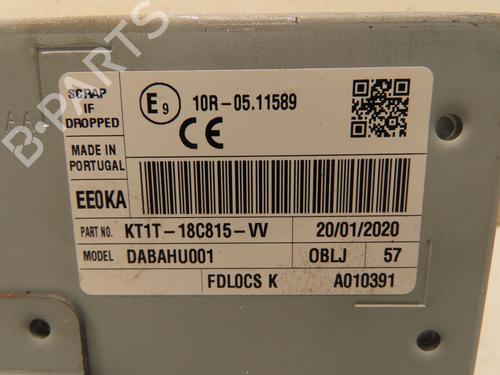 SCRAP
IF
DROPPED
E9 10R-05.11589
CE
MADE IN
PORTUGAL
EE0KA
PART NO. KT1T-18C815-VV 20/01/2020
MODEL DABAHU001 OBLJ 57
FDLOCS K A010391
B-PARTS